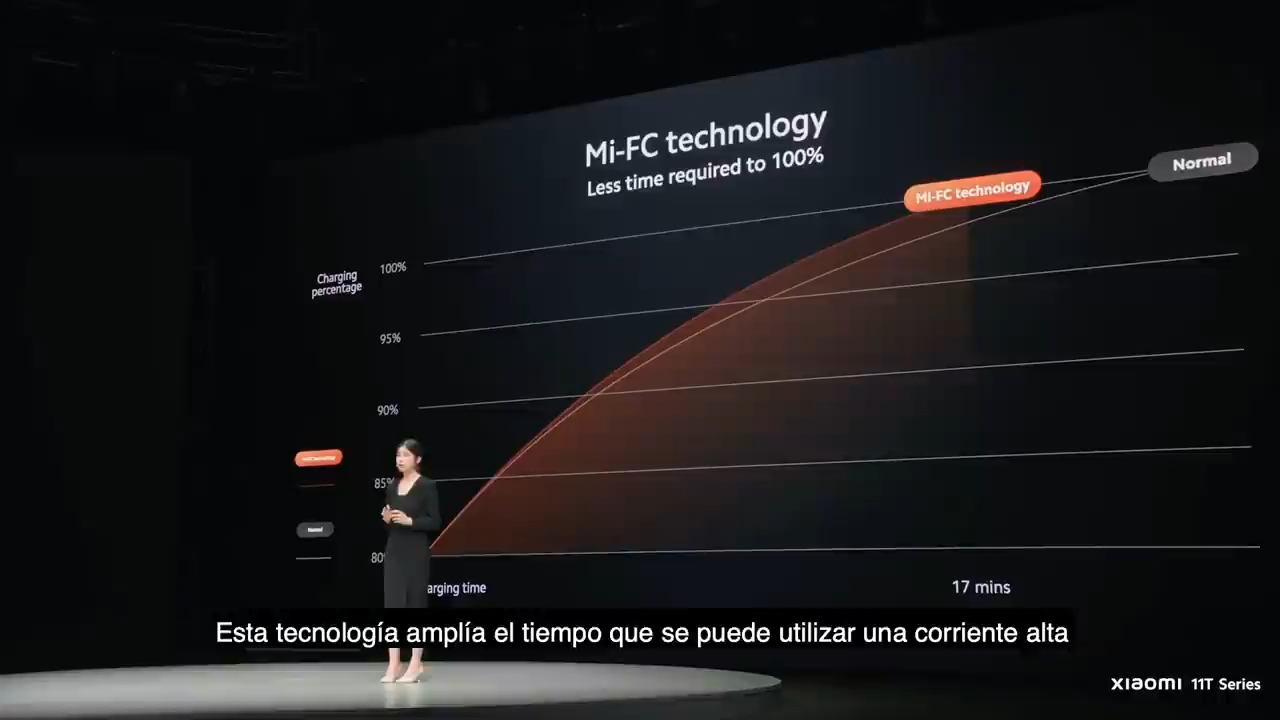 Mi-FC technology
Less time required to 100%
Normal
MI-FC technology
Charging
percentage
100%
95%
90%
85%
80
Normal
arging time
17 mins
Esta tecnología amplía el tiempo que se puede utilizar una corriente alta
xiaomi 11T Series